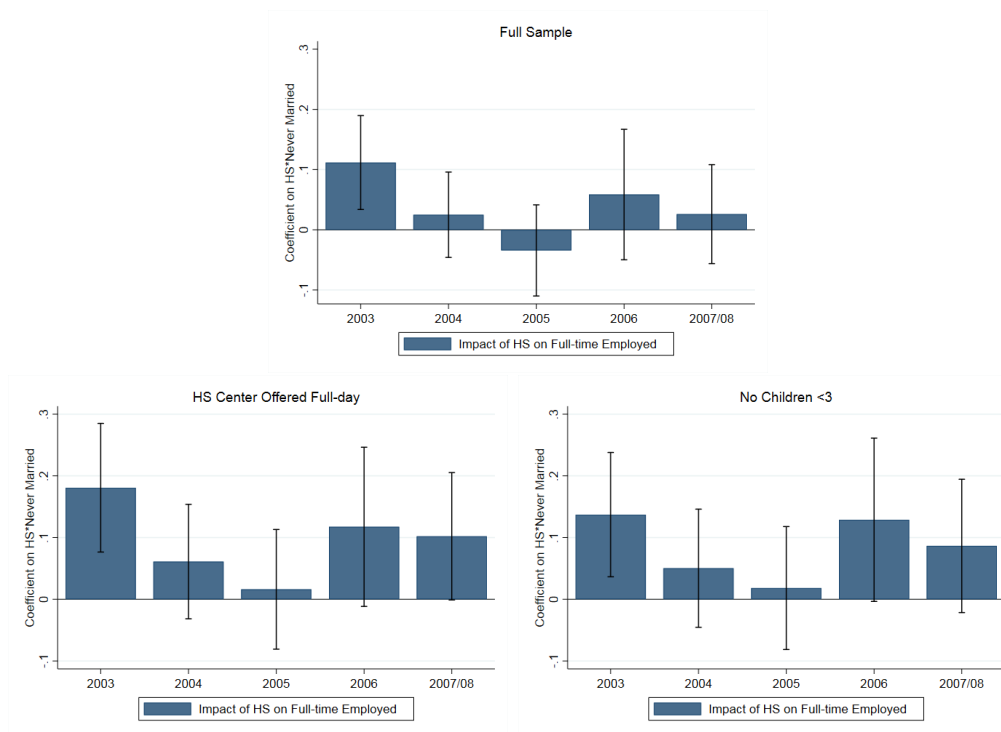 Full Sample
Coefficient on HS*Never Married
.3
.2
.1
0
-.1
2003 2004 2005 2006 2007/08
Impact of HS on Full-time Employed
HS Center Offered Full-day
Coefficient on HS*Never Married
.3
.2
.1
0
-.1
2003 2004 2005 2006 2007/08
Impact of HS on Full-time Employed
No Children <3
Coefficient on HS*Never Married
.3
.2
.1
0
-.1
2003 2004 2005 2006 2007/08
Impact of HS on Full-time Employed